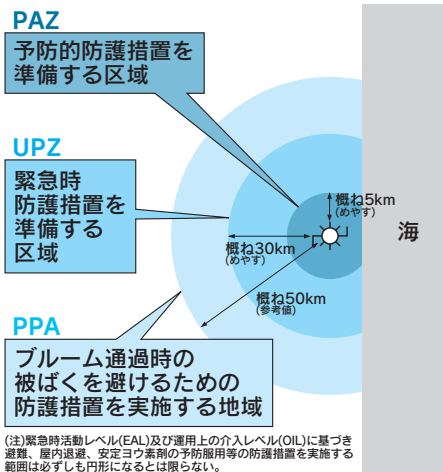 PAZ
予防的防護措置を
準備する区域
UPZ
緊急時
防護措置を
準備する
区域
概ね5km
(めやす)
海
概ね30km
(めやす)
概ね50km
(参考値)
PPA
ブルーム通過時の
被ばくを避けるための
防護措置を実施する地域
(注)緊急時活動レベル(EAL)及び運用上の介入レベル(OIL)に基づき
避難、屋内退避、安定ヨウ素剤の予防服用等の防護措置を実施する
範囲は必ずしも円形になるとは限らない。